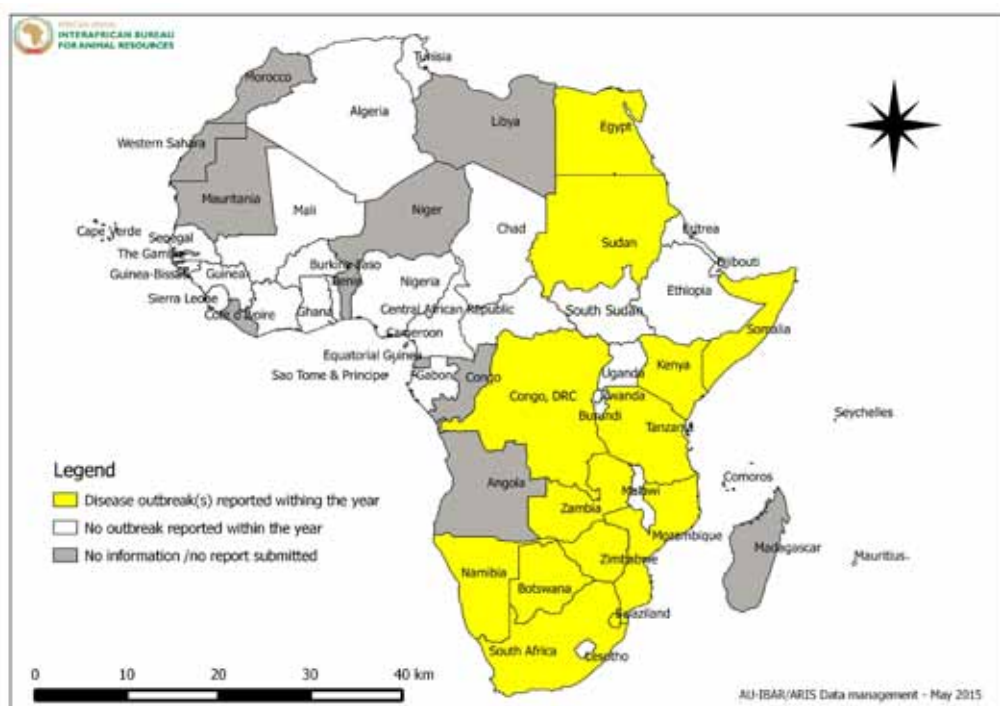 AFRICAN UNION
INTERAFRICAN BUREAU
FOR ANIMAL RESOURCES
Tunisia
Morocco
Algeria
Libya
Egypt
Western Sahara
Mauritania
Mali
Niger
Chad
Sudan
Eritrea
Cape Verde
Senegal
The Gambia
Guinea-Bissau
Guinea
Burkina Faso
Benin
Nigeria
Djibouti
Sierra Leone
Cote d'Ivoire
Ghana
Central African Republic
South Sudan
Ethiopia
Cameroon
Somalia
Equatorial Guinea
Sao Tome & Principe
Gabon
Congo
Congo, DRC
Uganda
Kenya
Rwanda
Burundi
Tanzania
Seychelles
Legend
Disease outbreak(s) reported withing the year
No outbreak reported within the year
No information /no report submitted
Angola
Zambia
Malawi
Comoros
Mozambique
Madagascar
Mauritius
Zimbabwe
Namibia
Botswana
Swaziland
South Africa
Lesotho
0 10 20 30 40 km
AU-IBAR/ARIS Data management - May 2015